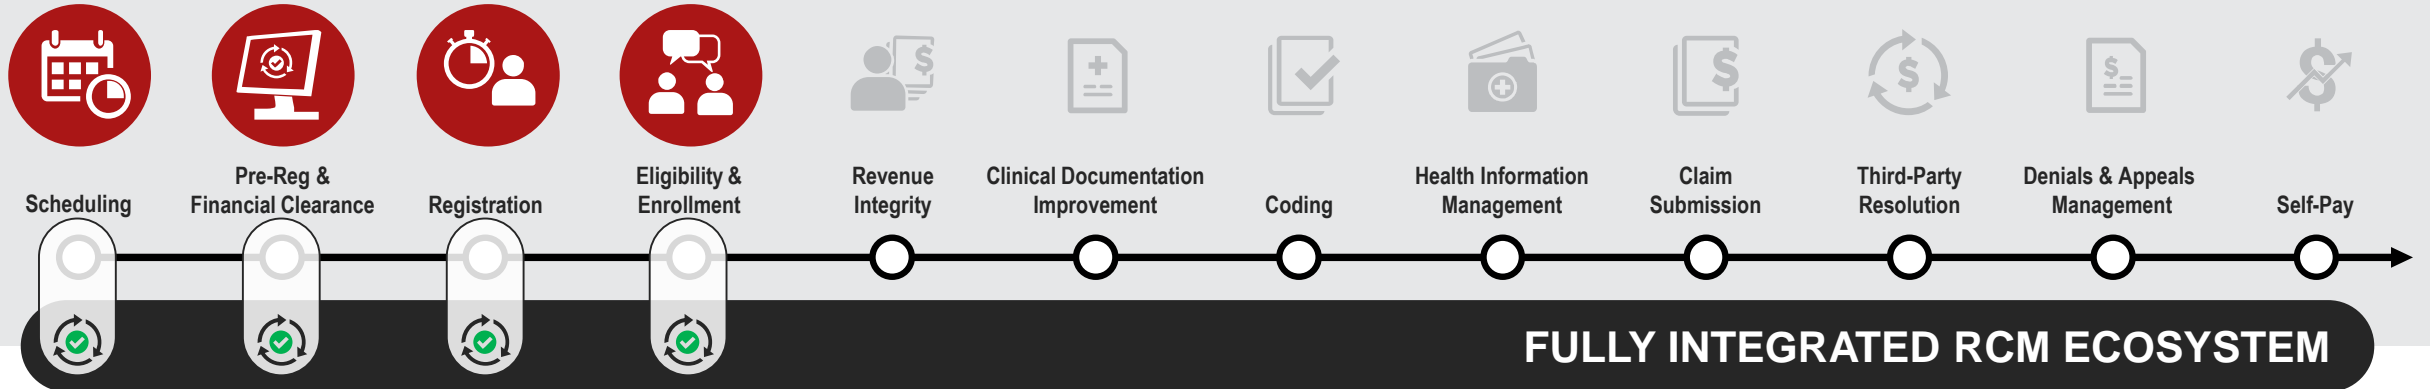 Scheduling
Pre-Reg &
Financial Clearance
Registration
Eligibility &
Enrollment
Revenue
Integrity
Clinical Documentation
Improvement
Coding
Health Information
Management
Claim
Submission
Third-Party
Resolution
Denials & Appeals
Management
Self-Pay
FULLY INTEGRATED RCM ECOSYSTEM